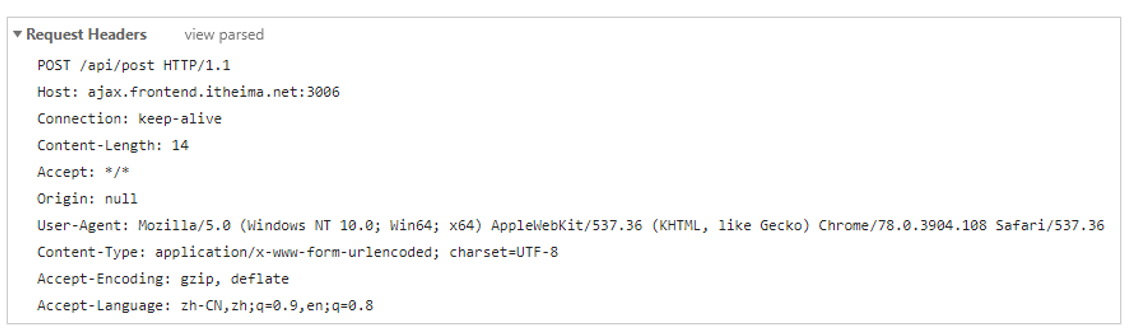 Request Headers view parsed
POST /api/post HTTP/1.1
Host: ajax.frontend.itheima.net:3006
Connection: keep-alive
Content-Length: 14
Accept: */*
Origin: null
User-Agent: Mozilla/5.0 (Windows NT 10.0; Win64; x64) AppleWebKit/537.36 (KHTML, like Gecko) Chrome/78.0.3904.108 Safari/537.36
Content-Type: application/x-www-form-urlencoded; charset=UTF-8
Accept-Encoding: gzip, deflate
Accept-Language: zh-CN,zh;q=0.9,en;q=0.8